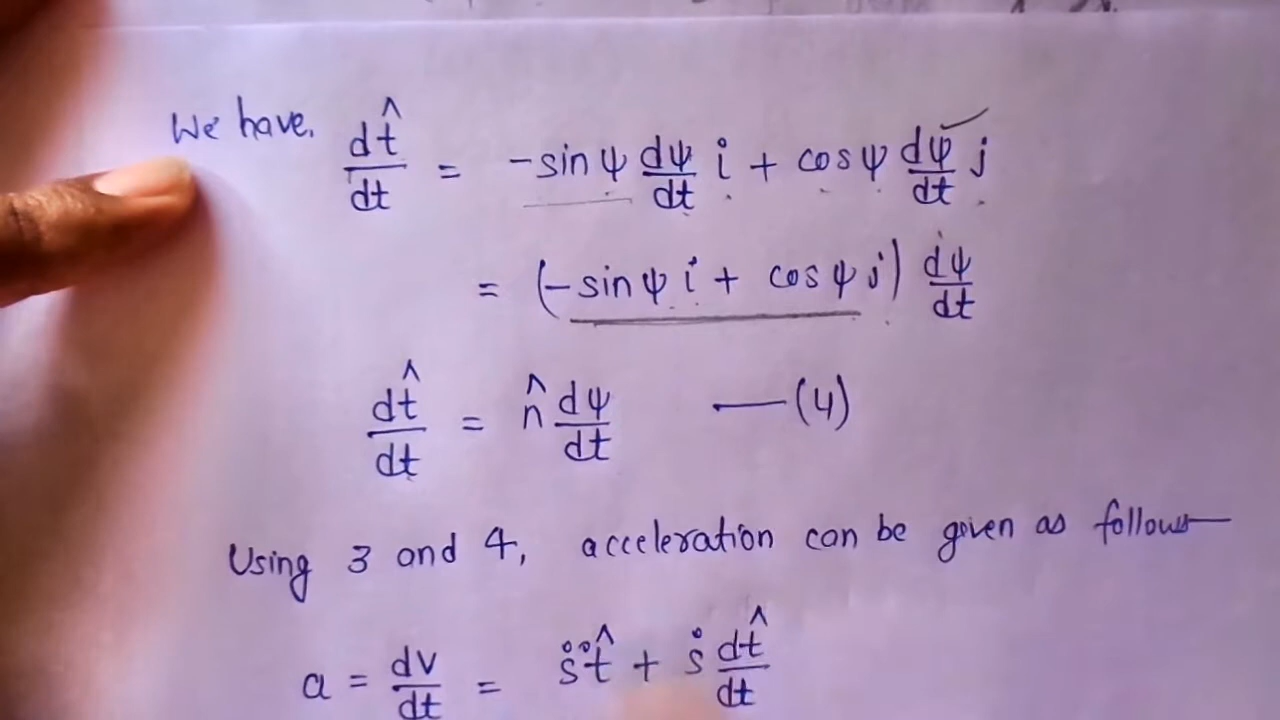 We have, dt̂/dt = -sin ψ dψ/dt i + cos ψ dψ/dt j
= (-sin ψ i + cos ψ j) dψ/dt
dt̂/dt = n̂ dψ/dt —(4)
Using 3 and 4, acceleration can be given as follows—
a = dv/dt = s̈ t̂ + ṡ dt̂/dt